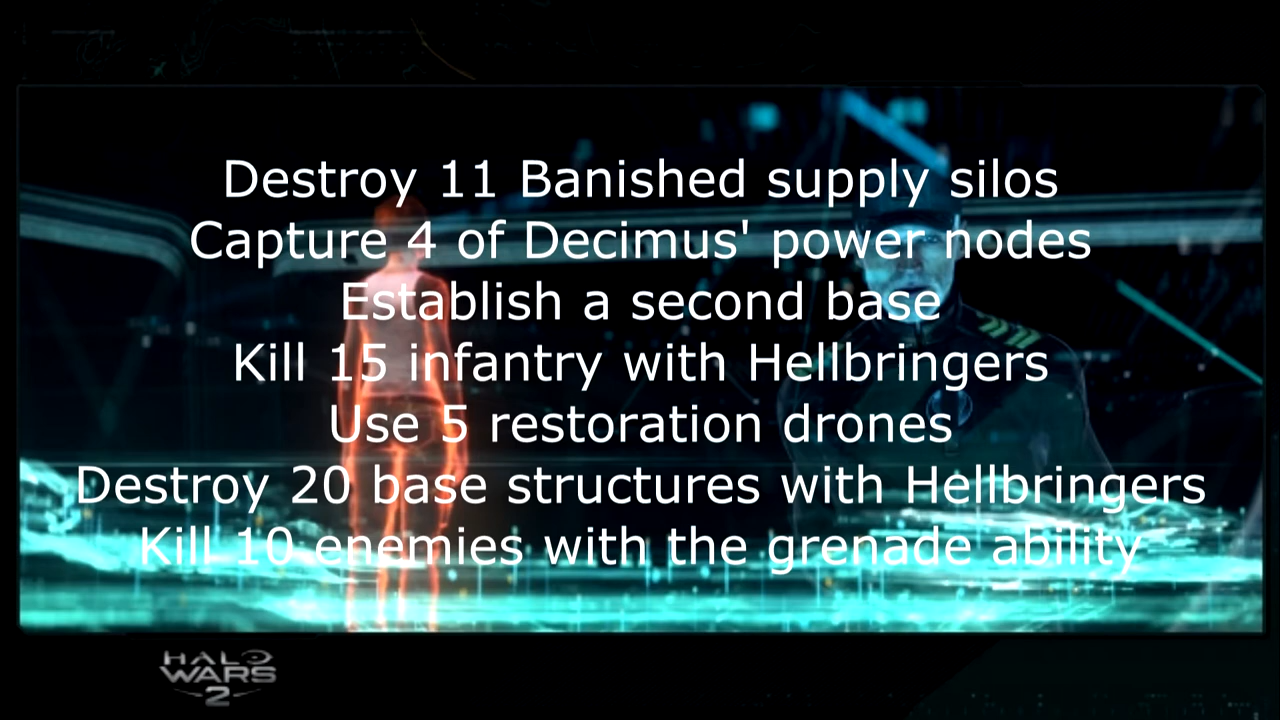 Destroy 11 Banished supply silos
Capture 4 of Decimus' power nodes
Establish a second base
Kill 15 infantry with Hellbringers
Use 5 restoration drones
Destroy 20 base structures with Hellbringers
Kill 10 enemies with the grenade ability
HALO
WARS
2